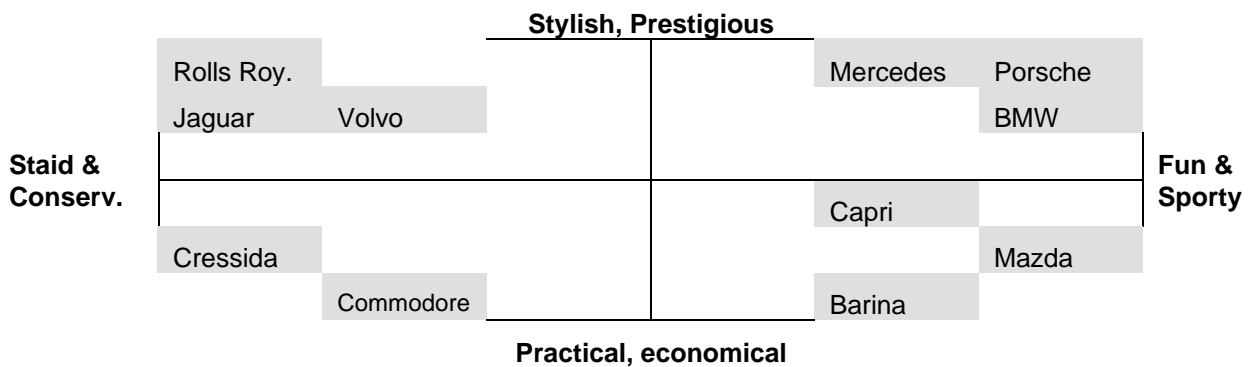 Stylish, Prestigious
Rolls Roy. Mercedes Porsche
Jaguar Volvo BMW
Staid & Fun &
Conserv. Sporty
Capri
Cressida Mazda
Commodore Barina
Practical, economical